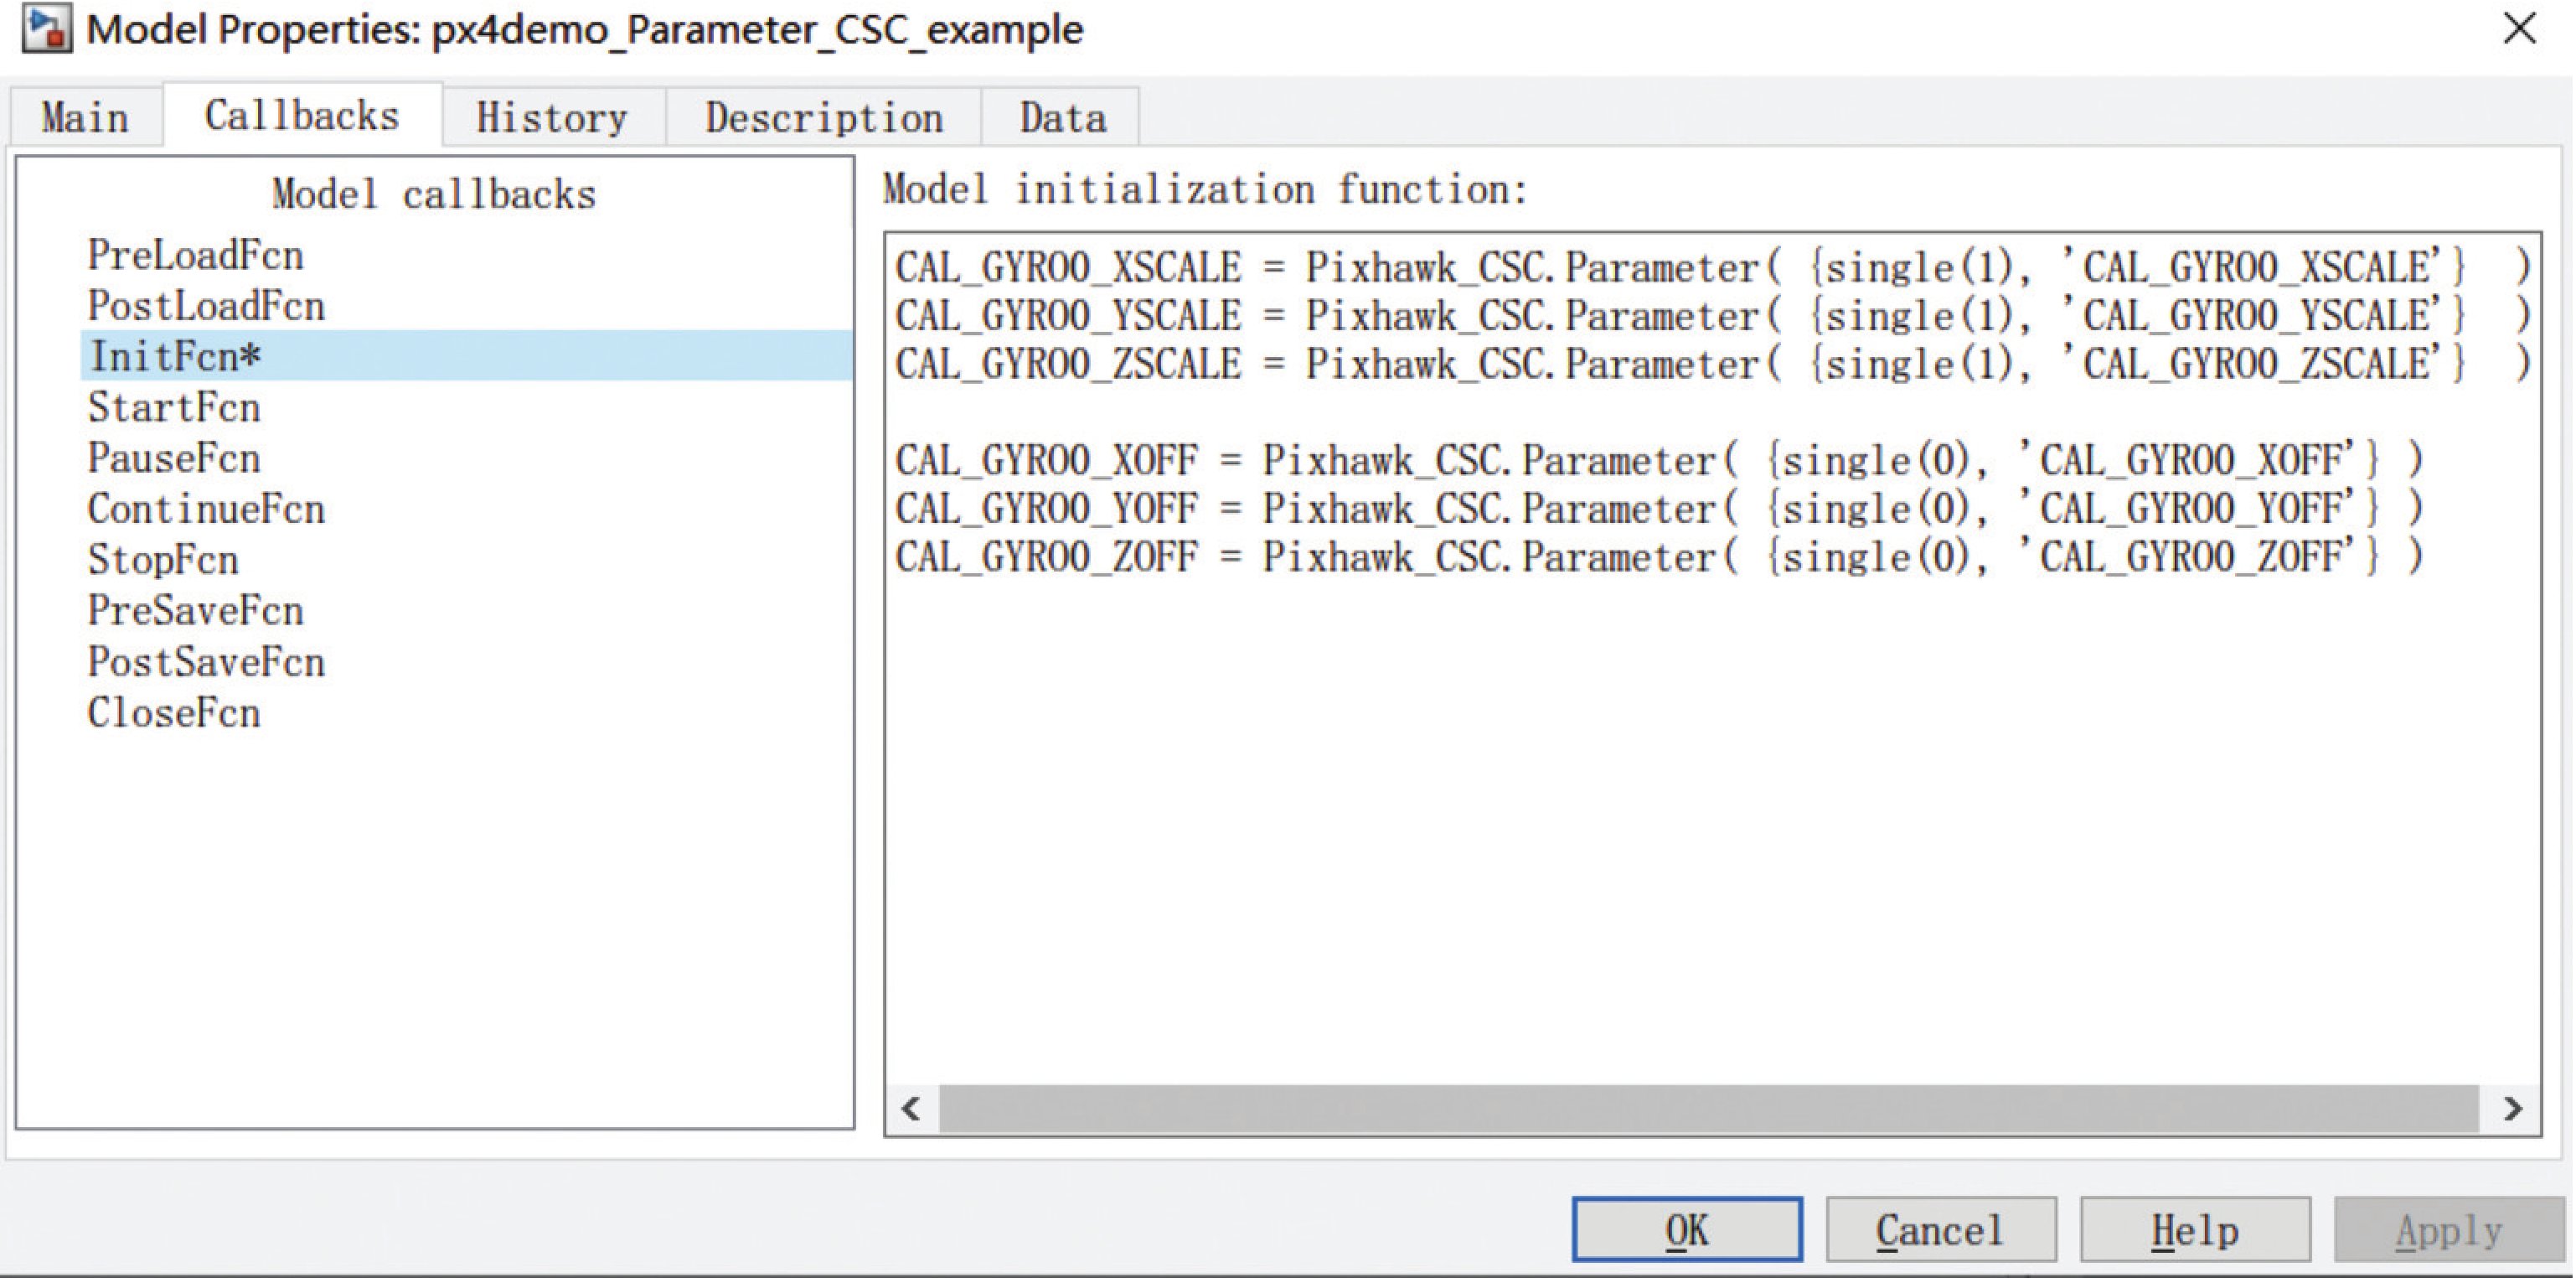 Model Properties: px4demo_Parameter_CSC_example
Main Callbacks History Description Data
Model callbacks
PreLoadFcn
PostLoadFcn
InitFcn*
StartFcn
PauseFcn
ContinueFcn
StopFcn
PreSaveFcn
PostSaveFcn
CloseFcn
Model initialization function:
CAL_GYRO0_XSCALE = Pixhawk_CSC.Parameter( {single(1), 'CAL_GYRO0_XSCALE'} )
CAL_GYRO0_YSCALE = Pixhawk_CSC.Parameter( {single(1), 'CAL_GYRO0_YSCALE'} )
CAL_GYRO0_ZSCALE = Pixhawk_CSC.Parameter( {single(1), 'CAL_GYRO0_ZSCALE'} )
CAL_GYRO0_XOFF = Pixhawk_CSC.Parameter( {single(0), 'CAL_GYRO0_XOFF'} )
CAL_GYRO0_YOFF = Pixhawk_CSC.Parameter( {single(0), 'CAL_GYRO0_YOFF'} )
CAL_GYRO0_ZOFF = Pixhawk_CSC.Parameter( {single(0), 'CAL_GYRO0_ZOFF'} )
OK Cancel Help Apply